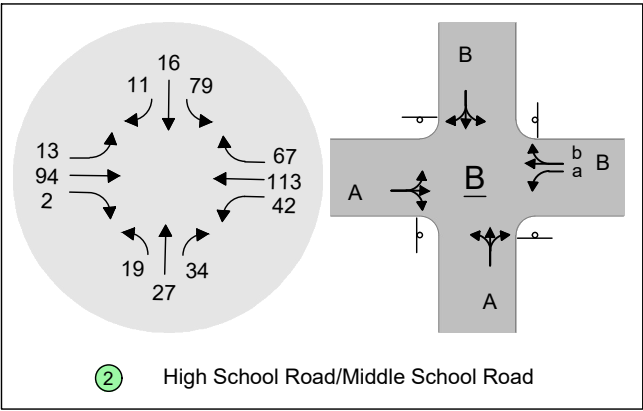 16
11 79
13
94
2
67
113
42
19 34
27
B
A
B
b
a
B
A
2 High School Road/Middle School Road